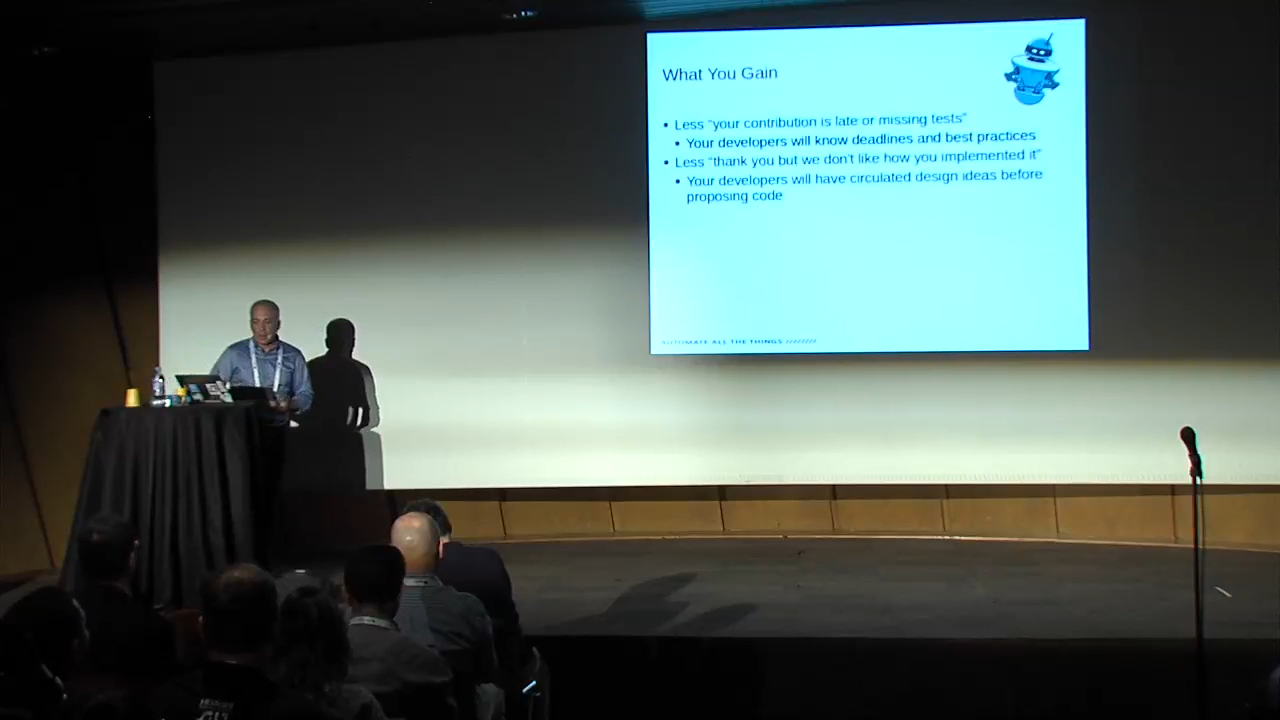 What You Gain
• Less “your contribution is late or missing tests”
• Your developers will know deadlines and best practices
• Less “thank you but we don't like how you implemented it”
• Your developers will have circulated design ideas before
proposing code
AUTOMATE ALL THE THINGS ////////